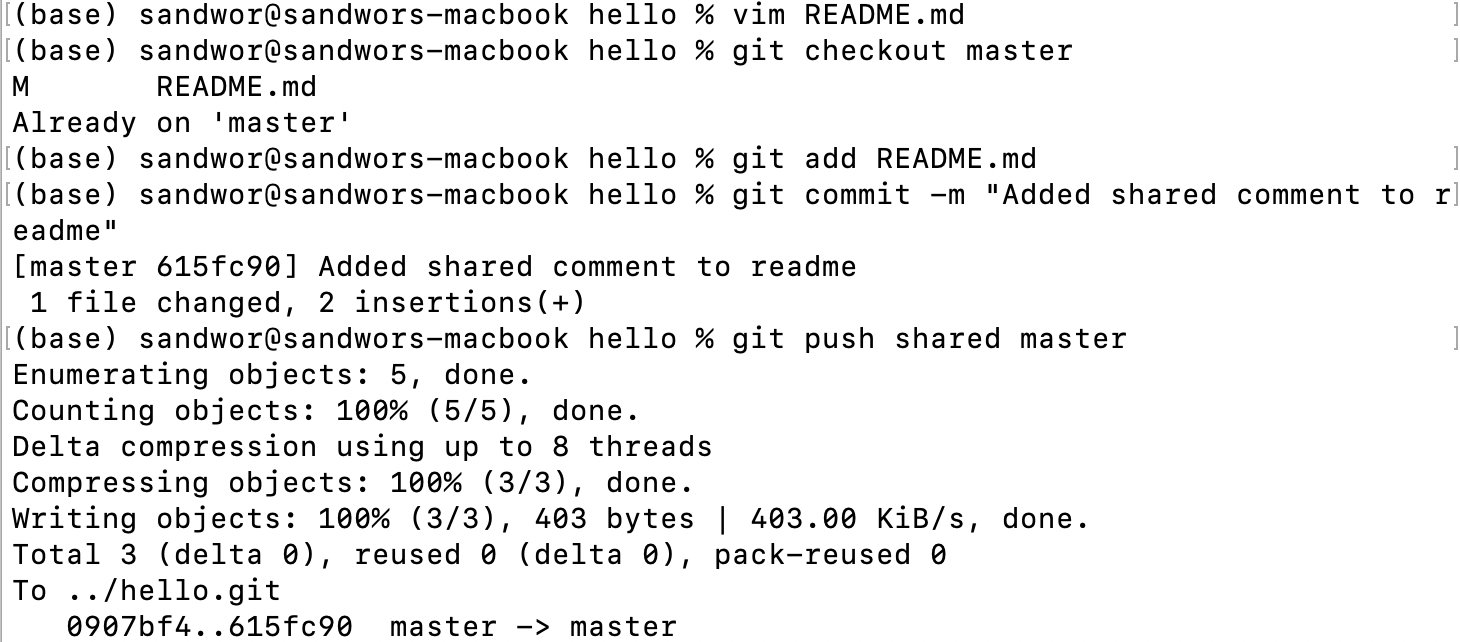 (base) sandwor@sandwors-macbook hello % vim README.md ]
[(base) sandwor@sandwors-macbook hello % git checkout master ]
M       README.md
Already on 'master'
[(base) sandwor@sandwors-macbook hello % git add README.md ]
[(base) sandwor@sandwors-macbook hello % git commit -m "Added shared comment to r]
eadme"
[master 615fc90] Added shared comment to readme
 1 file changed, 2 insertions(+)
[(base) sandwor@sandwors-macbook hello % git push shared master ]
Enumerating objects: 5, done.
Counting objects: 100% (5/5), done.
Delta compression using up to 8 threads
Compressing objects: 100% (3/3), done.
Writing objects: 100% (3/3), 403 bytes | 403.00 KiB/s, done.
Total 3 (delta 0), reused 0 (delta 0), pack-reused 0
To ../hello.git
   0907bf4..615fc90  master -> master